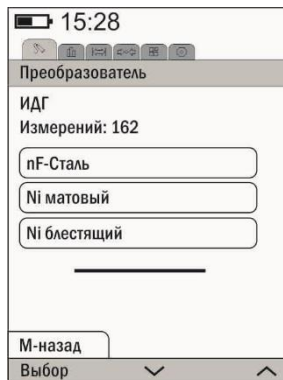 15:28
Преобразователь
ИДГ
Измерений: 162
nF-Сталь
Ni матовый
Ni блестящий
М-назад
Выбор